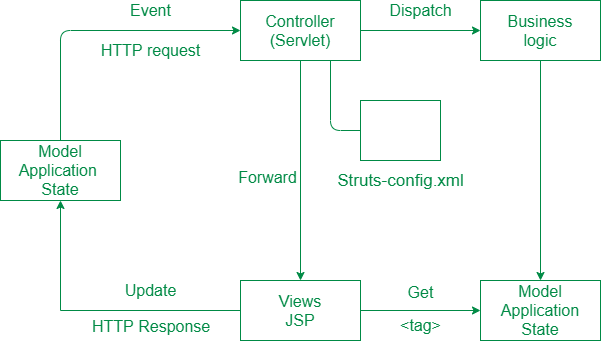 Event
HTTP request
Controller
(Servlet)
Dispatch
Business
logic
Model
Application
State
Forward
Struts-config.xml
Update
HTTP Response
Views
JSP
Get
<tag>
Model
Application
State